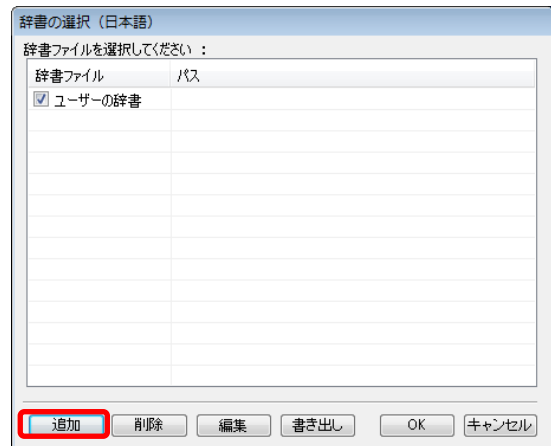 辞書の選択（日本語）
辞書ファイルを選択してください ：
辞書ファイル パス
ユーザーの辞書
追加 削除 編集 書き出し OK キャンセル